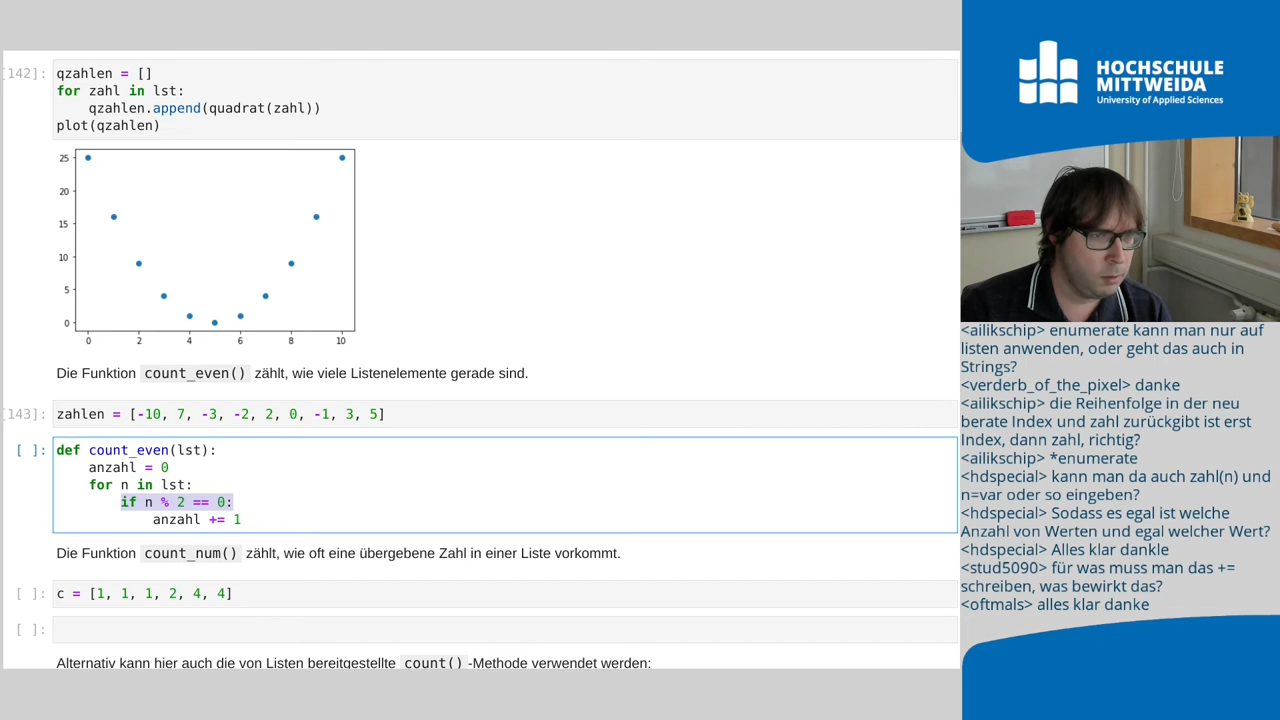 [142]:
qzahlen = []
for zahl in lst:
    qzahlen.append(quadrat(zahl))
plot(qzahlen)
25
20
15
10
5
0
0 2 4 6 8 10
Die Funktion count_even() zählt, wie viele Listenelemente gerade sind.
[143]: zahlen = [-10, 7, -3, -2, 2, 0, -1, 3, 5]
[ ]: def count_even(lst):
    anzahl = 0
    for n in lst:
        if n % 2 == 0:
            anzahl += 1
Die Funktion count_num() zählt, wie oft eine übergebene Zahl in einer Liste vorkommt.
[ ]: c = [1, 1, 1, 2, 4, 4]
[ ]:
Alternativ kann hier auch die von Listen bereitgestellte count() -Methode verwendet werden:
HOCHSCHULE
MITTWEIDA
University of Applied Sciences
<ailikschip> enumerate kann man nur auf
listen anwenden, oder geht das auch in
Strings?
<verderb_of_the_pixel> danke
<ailikschip> die Reihenfolge in der neu
berate Index und zahl zurückgibt ist erst
Index, dann zahl, richtig?
<ailikschip> *enumerate
<hdspecial> kann man da auch zahl(n) und
n=var oder so eingeben?
<hdspecial> Sodass es egal ist welche
Anzahl von Werten und egal welcher Wert?
<hdspecial> Alles klar dankle
<stud5090> für was muss man das +=
schreiben, was bewirkt das?
<oftmals> alles klar danke